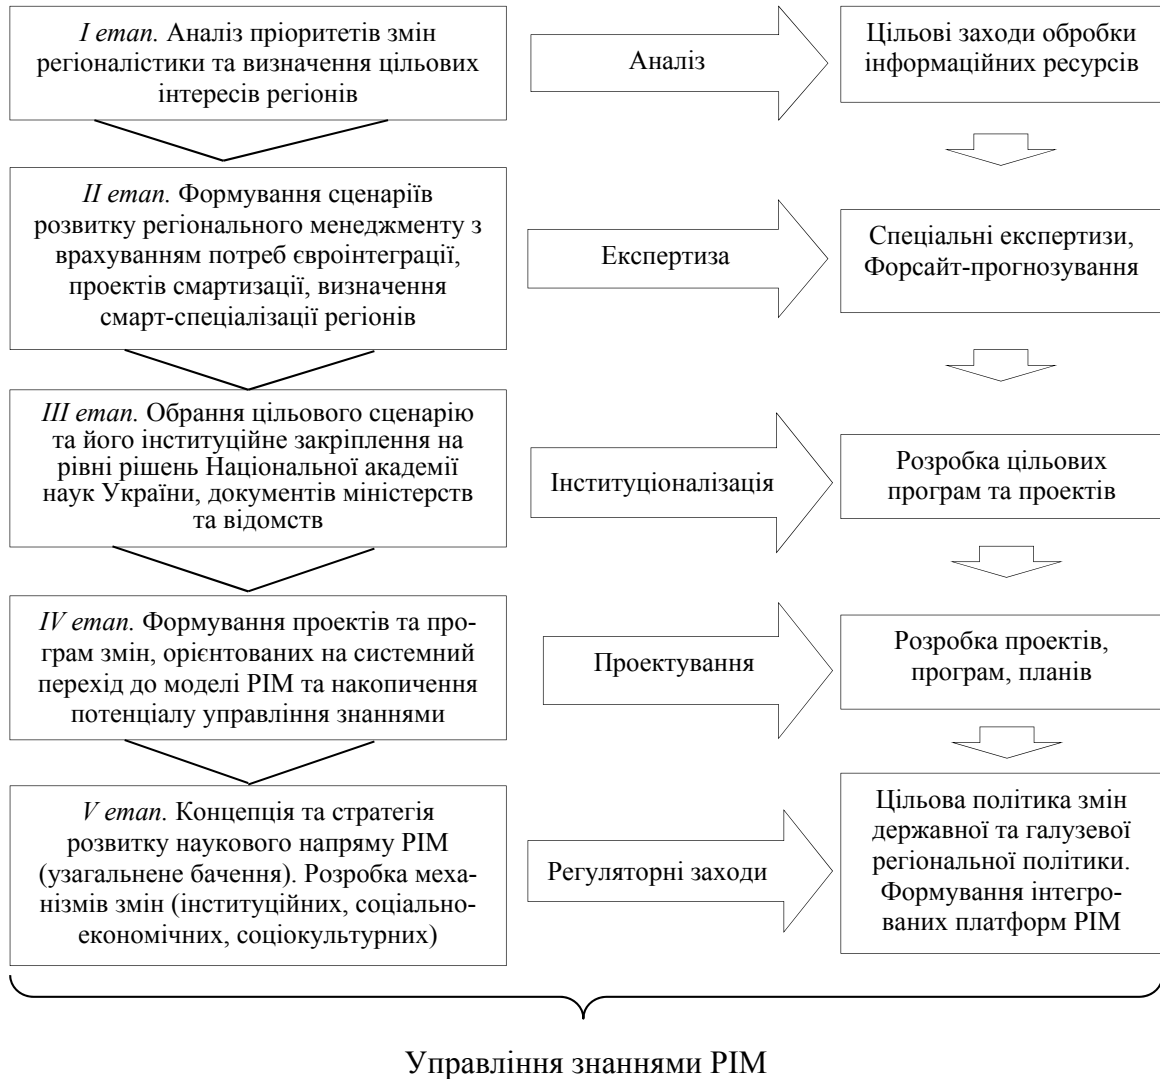 I етап. Аналіз пріоритетів змін
регіоналістики та визначення цільових
інтересів регіонів
Аналіз
Цільові заходи обробки
інформаційних ресурсів
II етап. Формування сценаріїв
розвитку регіонального менеджменту з
врахуванням потреб євроінтеграції,
проектів смартизації, визначення
смарт-спеціалізації регіонів
Експертиза
Спеціальні експертизи,
Форсайт-прогнозування
III етап. Обрання цільового сценарію
та його інституційне закріплення на
рівні рішень Національної академії
наук України, документів міністерств
та відомств
Інституціоналізація
Розробка цільових
програм та проектів
IV етап. Формування проектів та про-
грам змін, орієнтованих на системний
перехід до моделі РІМ та накопичення
потенціалу управління знаннями
Проектування
Розробка проектів,
програм, планів
V етап. Концепція та стратегія
розвитку наукового напряму РІМ
(узагальнене бачення). Розробка меха-
нізмів змін (інституційних, соціально-
економічних, соціокультурних)
Регуляторні заходи
Цільова політика змін
державної та галузевої
регіональної політики.
Формування інтегро-
ваних платформ РІМ
Управління знаннями РІМ